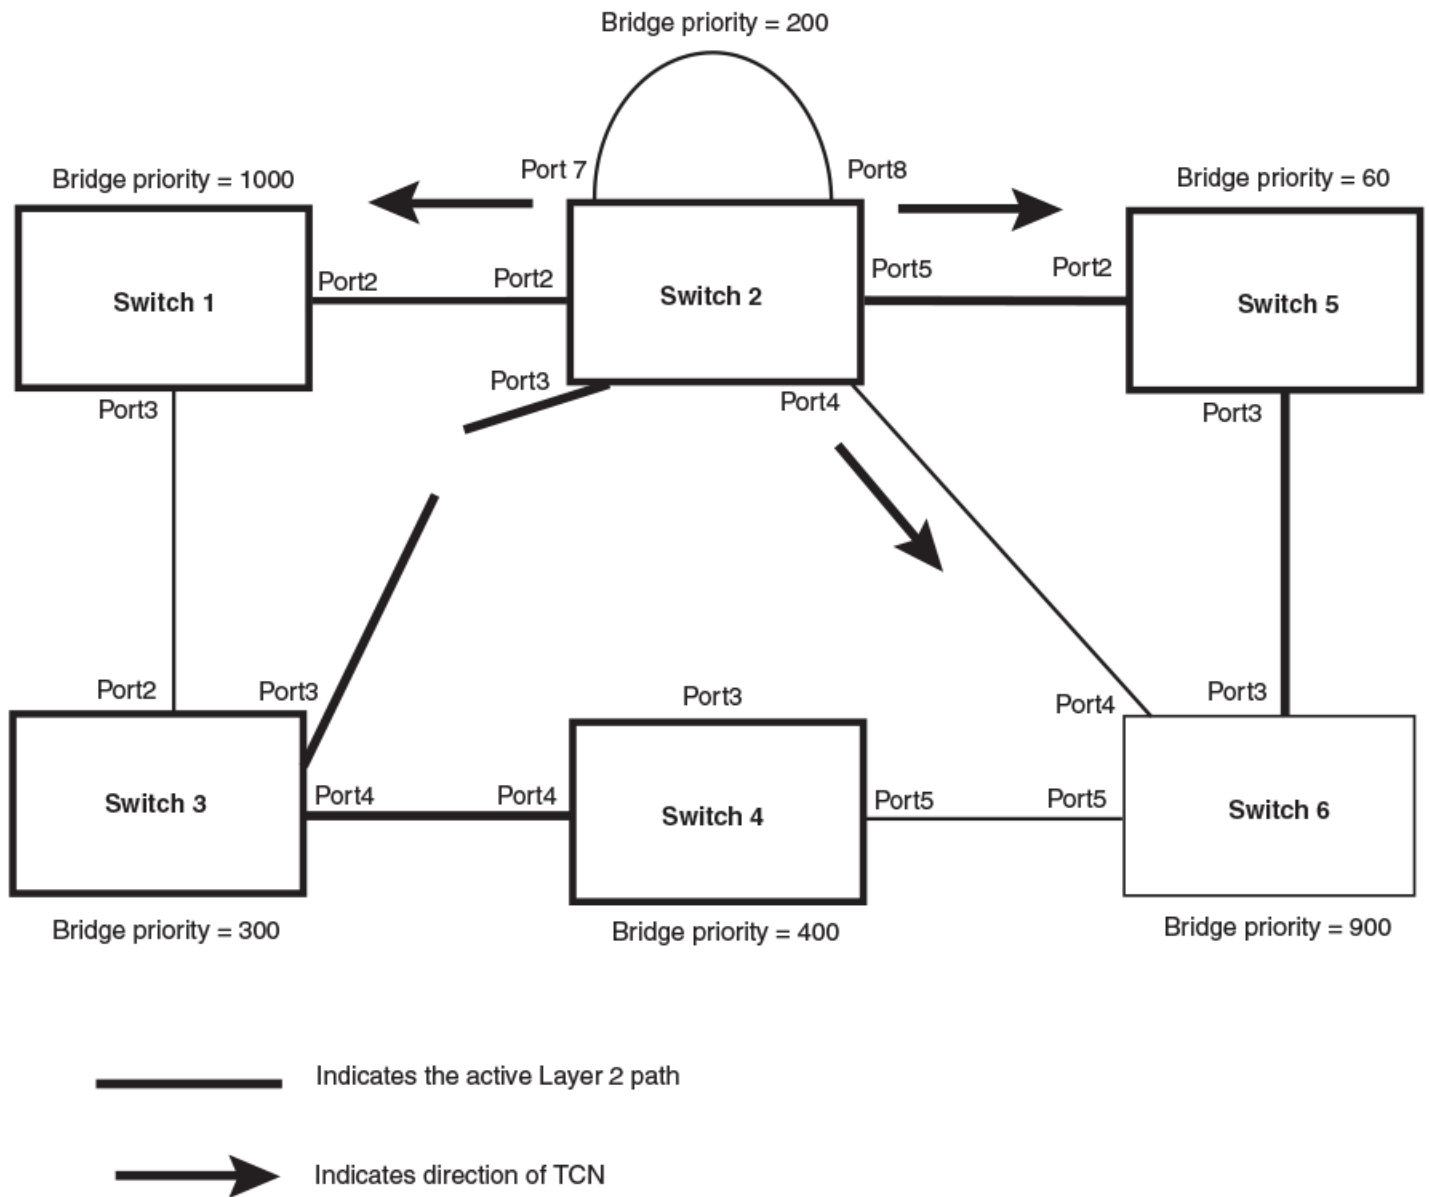 Bridge priority = 200
Port 7
Port8
Bridge priority = 1000
Bridge priority = 60
Switch 1
Port2
Port2
Switch 2
Port5
Port2
Switch 5
Port3
Port3
Port4
Port3
Port2
Port3
Port3
Port4
Port3
Switch 3
Port4
Port4
Switch 4
Port5
Port5
Switch 6
Bridge priority = 300
Bridge priority = 400
Bridge priority = 900
Indicates the active Layer 2 path
Indicates direction of TCN